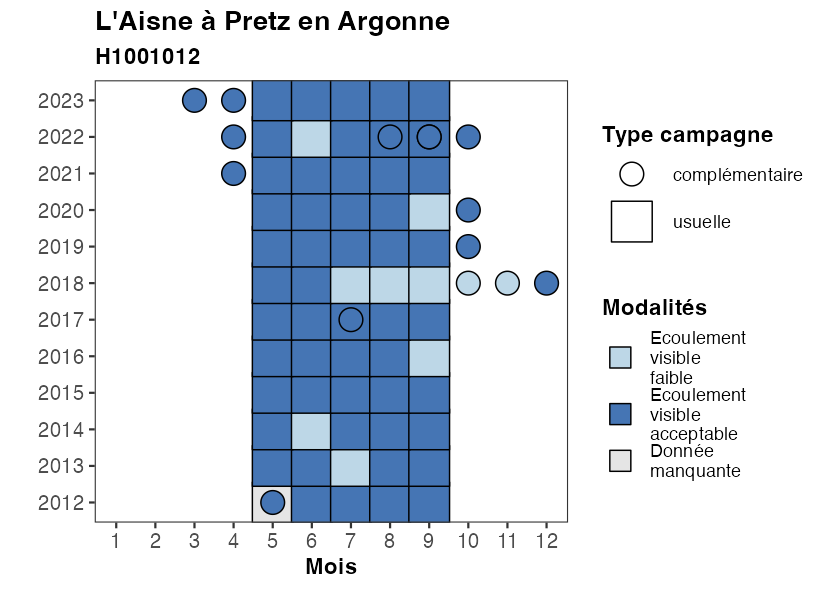 L'Aisne à Pretz en Argonne
H1001012
2023
2022
2021
2020
2019
2018
2017
2016
2015
2014
2013
2012
1 2 3 4 5 6 7 8 9 10 11 12
Mois
Type campagne
complémentaire
usuelle
Modalités
Ecoulement
visible
faible
Ecoulement
visible
acceptable
Donnée
manquante